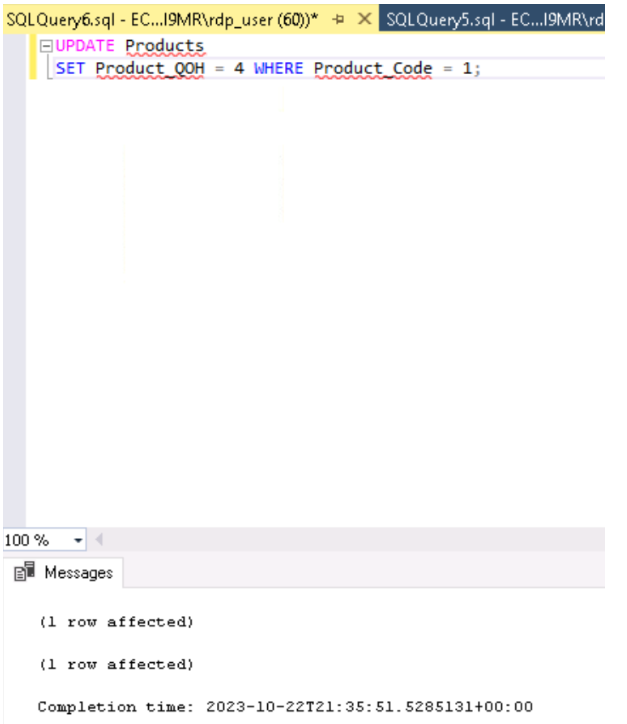 SQLQuery6.sql - EC...I9MR\rdp_user (60))* SQLQuery5.sql - EC...I9MR\rd
UPDATE Products
SET Product_QOH = 4 WHERE Product_Code = 1;
100 %
Messages
(1 row affected)
(1 row affected)
Completion time: 2023-10-22T21:35:51.5285131+00:00